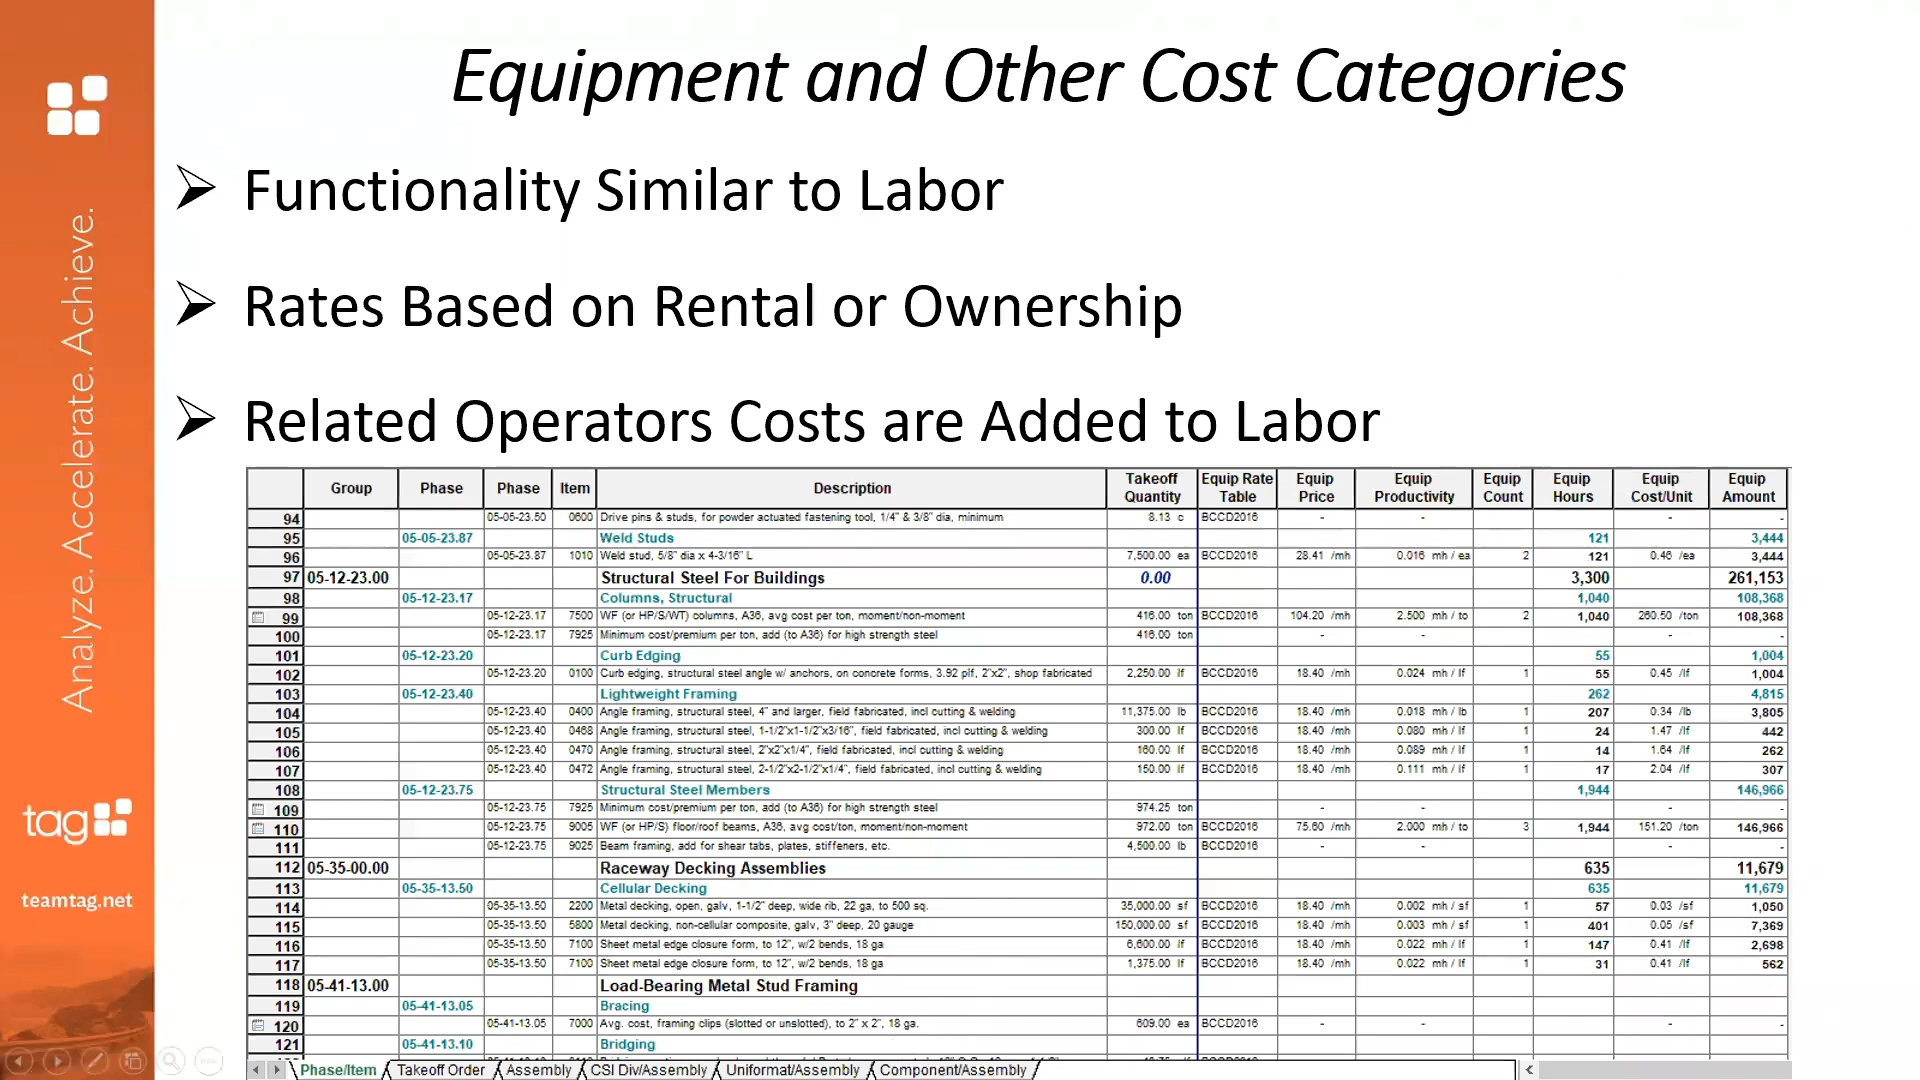 Equipment and Other Cost Categories
Functionality Similar to Labor
Rates Based on Rental or Ownership
Related Operators Costs are Added to Labor
Analyze. Accelerate. Achieve.
tag
teamtag.net
Group Phase Phase Item Description Takeoff Quantity Equip Rate Table Equip Price Equip Productivity Equip Count Equip Hours Equip Cost/Unit Equip Amount
94 05-05-23.50 0600 Drive pins & studs, for powder actuated fastening tool, 1/4" & 3/8" dia, minimum 8.13 c BCCD2016 - - - -
95 05-05-23.87 Weld Studs 121 3,444
96 05-05-23.87 1010 Weld stud, 5/8" dia x 4-3/16" L 7,500.00 ea BCCD2016 28.41 /mh 0.016 mh / ea 2 121 0.46 /ea 3,444
97 05-12-23.00 Structural Steel For Buildings 0.00 3,300 261,153
98 05-12-23.17 Columns, Structural 1,040 108,368
99 05-12-23.17 7500 WF (or HP/S/WT) columns, A36, avg cost per ton, moment/non-moment 416.00 ton BCCD2016 104.20 /mh 2.500 mh / to 2 1,040 260.50 /ton 108,368
100 05-12-23.17 7925 Minimum cost/premium per ton, add (to A36) for high strength steel 416.00 ton - - - -
101 05-12-23.20 Curb Edging 55 1,004
102 05-12-23.20 0100 Curb edging, structural steel angle w/ anchors, on concrete forms, 3.92 plf, 2"x2", shop fabricated 2,250.00 lf BCCD2016 18.40 /mh 0.024 mh / lf 1 55 0.45 /lf 1,004
103 05-12-23.40 Lightweight Framing 262 4,815
104 05-12-23.40 0400 Angle framing, structural steel, 4" and larger, field fabricated, incl cutting & welding 11,375.00 lb BCCD2016 18.40 /mh 0.018 mh / lb 1 207 0.34 /lb 3,805
105 05-12-23.40 0468 Angle framing, structural steel, 1-1/2"x1-1/2"x3/16", field fabricated, incl cutting & welding 300.00 lf BCCD2016 18.40 /mh 0.080 mh / lf 1 24 1.47 /lf 442
106 05-12-23.40 0470 Angle framing, structural steel, 2"x2"x1/4", field fabricated, incl cutting & welding 160.00 lf BCCD2016 18.40 /mh 0.089 mh / lf 1 14 1.64 /lf 262
107 05-12-23.40 0472 Angle framing, structural steel, 2-1/2"x2-1/2"x1/4", field fabricated, incl cutting & welding 150.00 lf BCCD2016 18.40 /mh 0.111 mh / lf 1 17 2.04 /lf 307
108 05-12-23.75 Structural Steel Members 1,944 146,966
109 05-12-23.75 7925 Minimum cost/premium per ton, add (to A36) for high strength steel 974.25 ton - - - -
110 05-12-23.75 9005 WF (or HP/S) floor/roof beams, A36, avg cost/ton, moment/non-moment 972.00 ton BCCD2016 75.60 /mh 2.000 mh / to 3 1,944 151.20 /ton 146,966
111 05-12-23.75 9025 Beam framing, add for shear tabs, plates, stiffeners, etc. 4,500.00 lb BCCD2016 - - - -
112 05-35-00.00 Raceway Decking Assemblies 635 11,679
113 05-35-13.50 Cellular Decking 635 11,679
114 05-35-13.50 2200 Metal decking, open, galv, 1-1/2" deep, wide rib, 22 ga, to 500 sq. 35,000.00 sf BCCD2016 18.40 /mh 0.002 mh / sf 1 57 0.03 /sf 1,050
115 05-35-13.50 5800 Metal decking, non-cellular composite, galv, 3" deep, 20 gauge 150,000.00 sf BCCD2016 18.40 /mh 0.003 mh / sf 1 401 0.05 /sf 7,369
116 05-35-13.50 7100 Sheet metal edge closure form, to 12", w/2 bends, 18 ga 6,600.00 lf BCCD2016 18.40 /mh 0.022 mh / lf 1 147 0.41 /lf 2,698
117 05-35-13.50 7100 Sheet metal edge closure form, to 12", w/2 bends, 18 ga 1,375.00 lf BCCD2016 18.40 /mh 0.022 mh / lf 1 31 0.41 /lf 562
118 05-41-13.00 Load-Bearing Metal Stud Framing
119 05-41-13.05 Bracing
120 05-41-13.05 7000 Avg. cost, framing clips (slotted or unslotted), to 2" x 2", 18 ga. 609.00 ea BCCD2016 - - - -
121 05-41-13.10 Bridging
Phase/Item Takeoff Order Assembly CSI Div/Assembly Uniformat/Assembly Component/Assembly